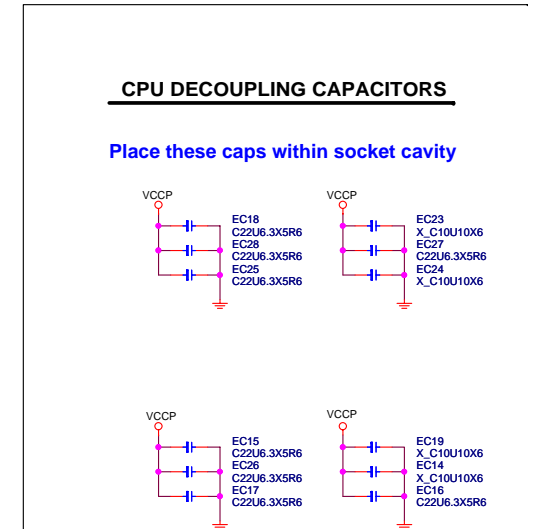 CPU DECOUPLING CAPACITORS
Place these caps within socket cavity
VCCP
EC18
C22U6.3X5R6
EC28
C22U6.3X5R6
EC25
C22U6.3X5R6
VCCP
EC23
X_C10U10X6
EC27
C22U6.3X5R6
EC24
X_C10U10X6
VCCP
EC15
C22U6.3X5R6
EC26
C22U6.3X5R6
EC17
C22U6.3X5R6
VCCP
EC19
X_C10U10X6
EC14
X_C10U10X6
EC16
C22U6.3X5R6